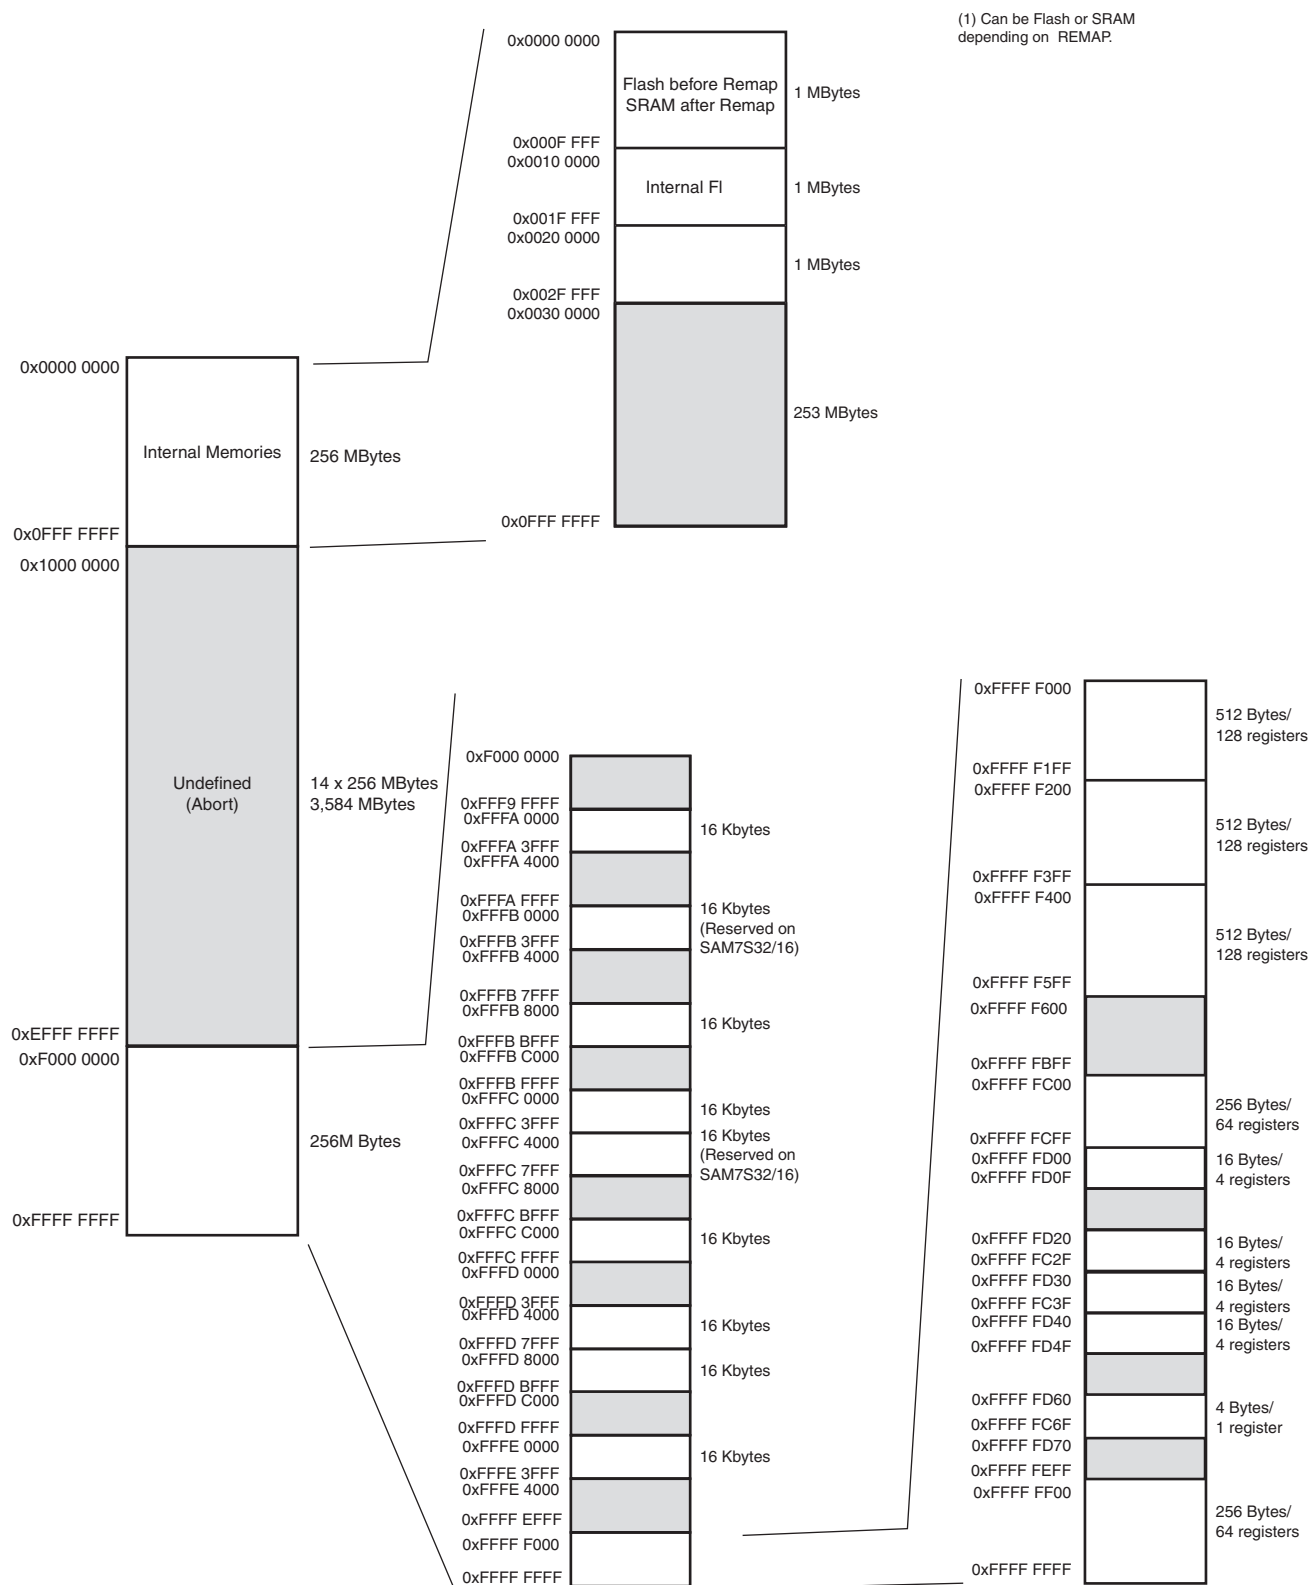 (1) Can be Flash or SRAM
depending on REMAP.
0x0000 0000
Flash before Remap
SRAM after Remap
1 MBytes
0x000F FFF
0x0010 0000
Internal Fl
1 MBytes
0x001F FFF
0x0020 0000
1 MBytes
0x002F FFF
0x0030 0000
253 MBytes
0x0FFF FFFF
0x0000 0000
Internal Memories
256 MBytes
0x0FFF FFFF
0x1000 0000
Undefined
(Abort)
14 x 256 MBytes
3,584 MBytes
0xEFFF FFFF
0xF000 0000
256M Bytes
0xFFFF FFFF
0xF000 0000
0xFFF9 FFFF
0xFFFA 0000
16 Kbytes
0xFFFA 3FFF
0xFFFA 4000
0xFFFA FFFF
0xFFFB 0000
16 Kbytes
(Reserved on
SAM7S32/16)
0xFFFB 3FFF
0xFFFB 4000
0xFFFB 7FFF
0xFFFB 8000
16 Kbytes
0xFFFB BFFF
0xFFFB C000
0xFFFB FFFF
0xFFFC 0000
16 Kbytes
0xFFFC 3FFF
0xFFFC 4000
16 Kbytes
(Reserved on
SAM7S32/16)
0xFFFC 7FFF
0xFFFC 8000
0xFFFC BFFF
0xFFFC C000
16 Kbytes
0xFFFC FFFF
0xFFFD 0000
0xFFFD 3FFF
0xFFFD 4000
16 Kbytes
0xFFFD 7FFF
0xFFFD 8000
16 Kbytes
0xFFFD BFFF
0xFFFD C000
0xFFFD FFFF
0xFFFE 0000
16 Kbytes
0xFFFE 3FFF
0xFFFE 4000
0xFFFF EFFF
0xFFFF F000
0xFFFF FFFF
0xFFFF F000
512 Bytes/
128 registers
0xFFFF F1FF
0xFFFF F200
512 Bytes/
128 registers
0xFFFF F3FF
0xFFFF F400
512 Bytes/
128 registers
0xFFFF F5FF
0xFFFF F600
0xFFFF FBFF
0xFFFF FC00
256 Bytes/
64 registers
0xFFFF FCFF
0xFFFF FD00
16 Bytes/
4 registers
0xFFFF FD0F
0xFFFF FD20
16 Bytes/
4 registers
0xFFFF FC2F
0xFFFF FD30
16 Bytes/
4 registers
0xFFFF FC3F
0xFFFF FD40
16 Bytes/
4 registers
0xFFFF FD4F
0xFFFF FD60
4 Bytes/
1 register
0xFFFF FC6F
0xFFFF FD70
0xFFFF FEFF
0xFFFF FF00
256 Bytes/
64 registers
0xFFFF FFFF